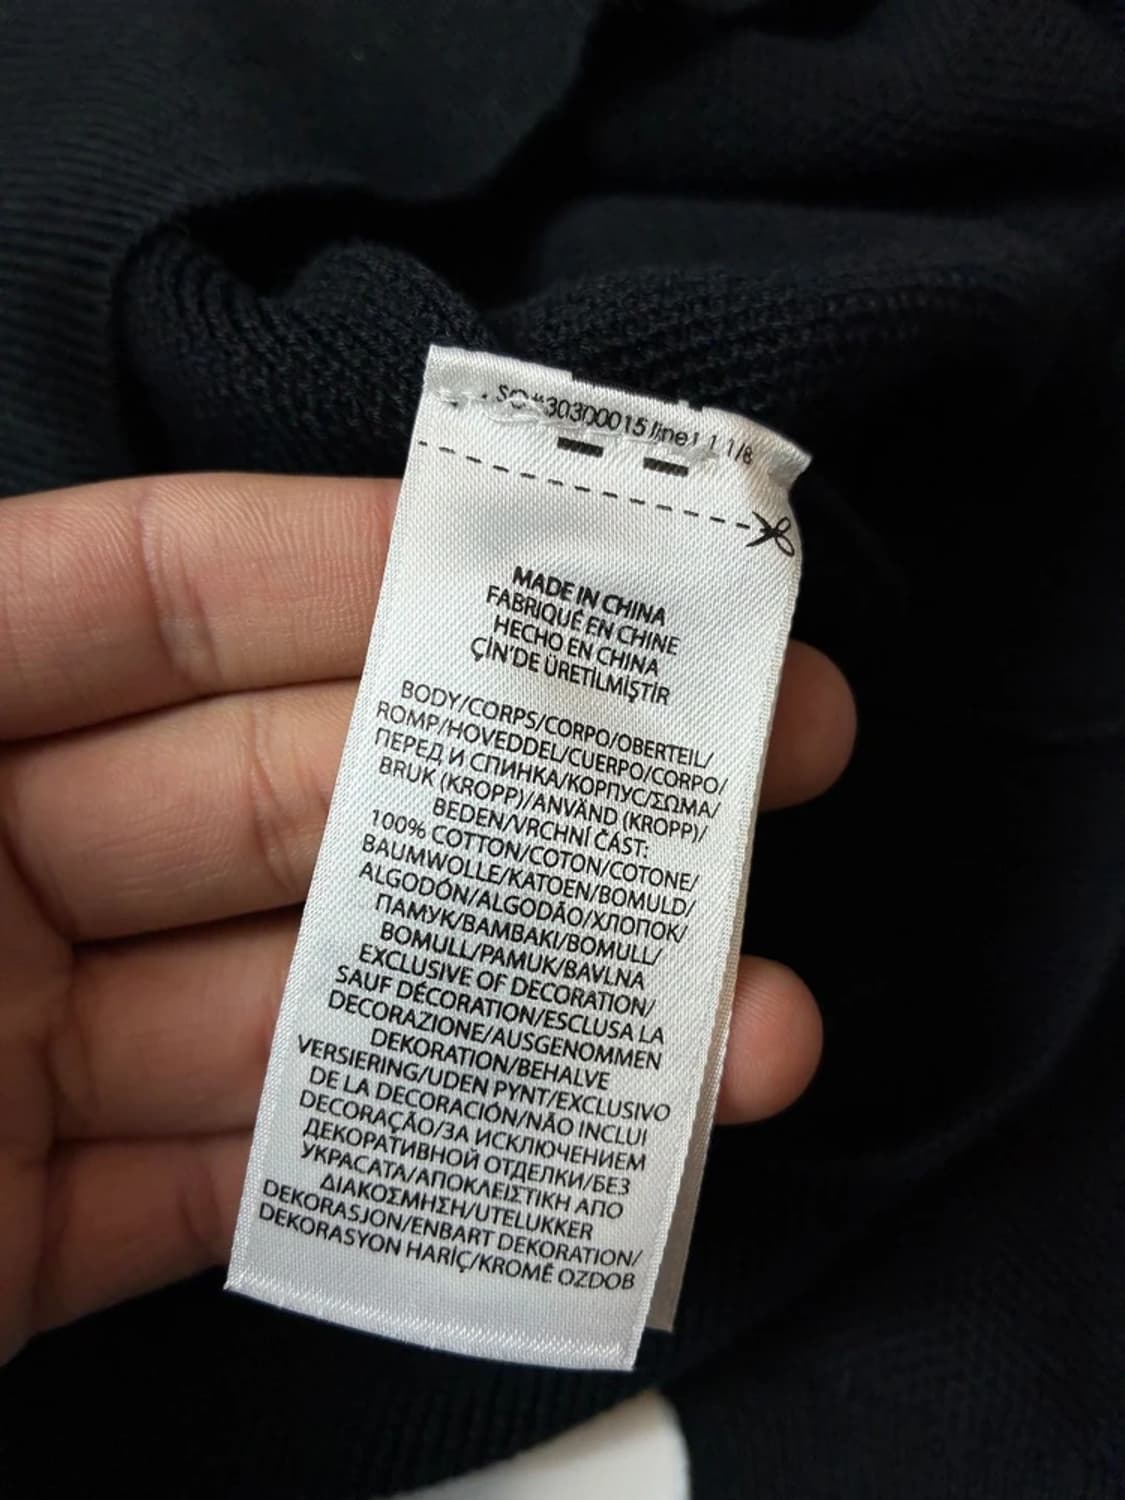 SO#30300015 line1 1 1/8
MADE IN CHINA
FABRIQUÉ EN CHINE
HECHO EN CHINA
ÇİN'DE ÜRETİLMİŞTİR
BODY/CORPS/CORPO/OBERTEIL/
ROMP/HOVEDDEL/CUERPO/CORPO/
ПЕРЕД И СПИНКА/КОРПУС/ΣΩΜΑ/
BRUK (KROPP)/ANVÄND (KROPP)/
BEDEN/VRCHNÍ ČÁST:
100% COTTON/COTON/COTONE/
BAUMWOLLE/KATOEN/BOMULD/
ALGODÓN/ALGODÃO/ХЛОПОК/
ПАМУК/ΒΑΜΒΑΚΙ/BOMULL/
BOMULL/PAMUK/BAVLNA
EXCLUSIVE OF DECORATION/
SAUF DÉCORATION/ESCLUSA LA
DECORAZIONE/AUSGENOMMEN
DEKORATION/BEHALVE
VERSIERING/UDEN PYNT/EXCLUSIVO
DE LA DECORACIÓN/NÃO INCLUI
DECORAÇÃO/ЗА ИСКЛЮЧЕНИЕМ
ДЕКОРАТИВНОЙ ОТДЕЛКИ/БЕЗ
УКРАСАТА/ΑΠΟΚΛΕΙΣΤΙΚΗ ΑΠΟ
ΔΙΑΚΟΣΜΗΣΗ/UTELUKKER
DEKORASJON/ENBART DEKORATION/
DEKORASYON HARİÇ/KROMĚ OZDOB